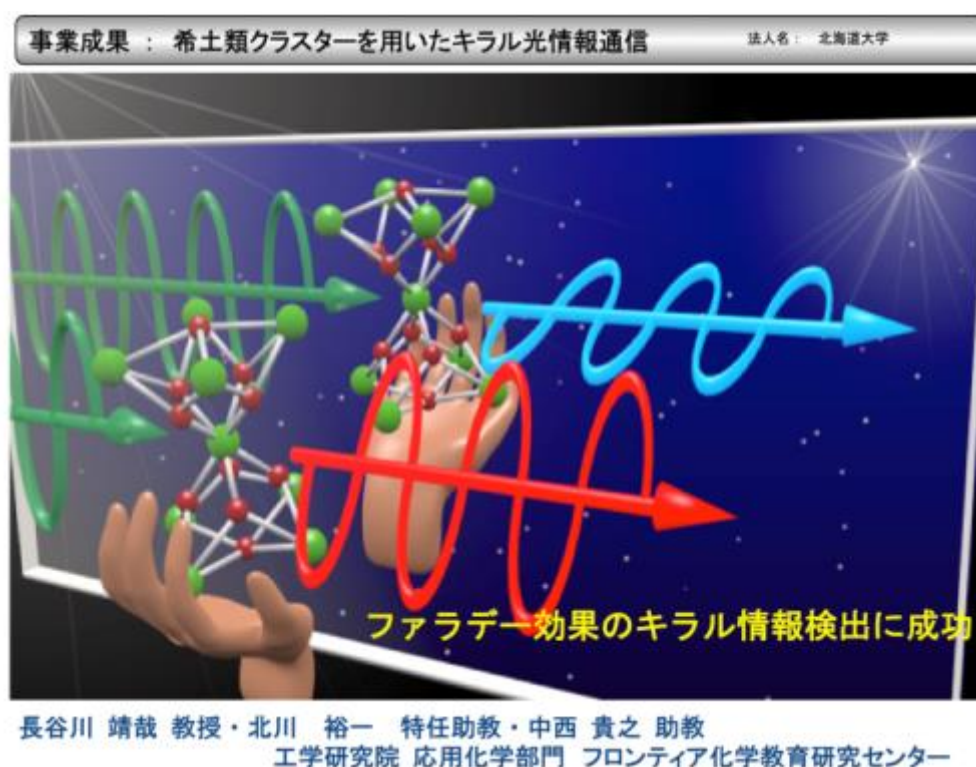 事業成果 : 希土類クラスターを用いたキラル光情報通信 法人名: 北海道大学
ファラデー効果のキラル情報検出に成功
長谷川 靖哉 教授・北川 裕一 特任助教・中西 貴之 助教
工学研究院 応用化学部門 フロンティア化学教育研究センター